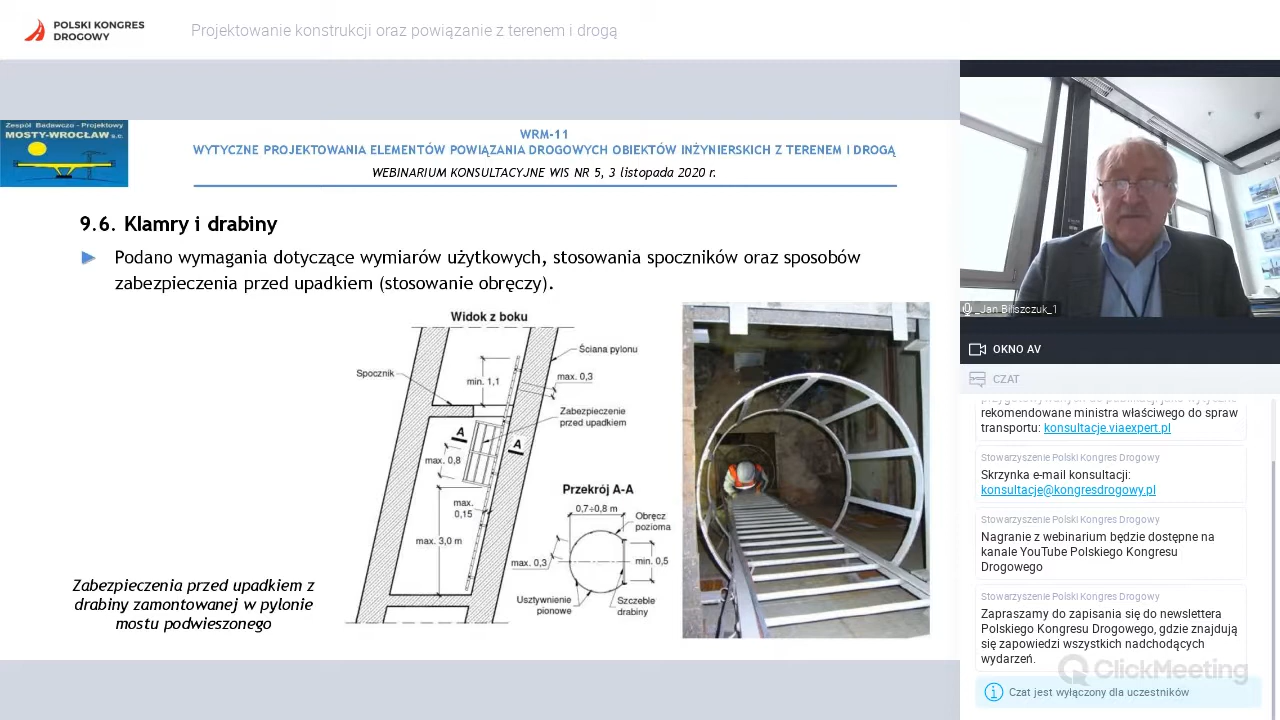 POLSKI KONGRES
DROGOWY
Projektowanie konstrukcji oraz powiązanie z terenem i drogą
Zespół Badawczo - Projektowy
MOSTY-WROCŁAW s.c.
WRM-11
WYTYCZNE PROJEKTOWANIA ELEMENTÓW POWIĄZANIA DROGOWYCH OBIEKTÓW INŻYNIERSKICH Z TERENEM I DROGĄ
WEBINARIUM KONSULTACYJNE WIS NR 5, 3 listopada 2020 r.
9.6. Klamry i drabiny
Podano wymagania dotyczące wymiarów użytkowych, stosowania spoczników oraz sposobów
zabezpieczenia przed upadkiem (stosowanie obręczy).
Widok z boku
Ściana pylonu
Spocznik
min. 1,1
max. 0,3
Zabezpieczenie
przed upadkiem
A
A
max. 0,8
max.
0,15
max. 3,0 m
Przekrój A-A
0,7÷0,8 m
Obręcz
pozioma
max. 0,3
min. 0,5
Usztywnienie
pionowe
Szczeble
drabiny
Zabezpieczenia przed upadkiem z
drabiny zamontowanej w pylonie
mostu podwieszonego
_Jan Biliszczuk_1
OKNO AV
CZAT
rekomendowane ministra właściwego do spraw
transportu: konsultacje.viaexpert.pl
Stowarzyszenie Polski Kongres Drogowy
Skrzynka e-mail konsultacji:
konsultacje@kongresdrogowy.pl
Stowarzyszenie Polski Kongres Drogowy
Nagranie z webinarium będzie dostępne na
kanale YouTube Polskiego Kongresu
Drogowego
Stowarzyszenie Polski Kongres Drogowy
Zapraszamy do zapisania się do newslettera
Polskiego Kongresu Drogowego, gdzie znajdują
się zapowiedzi wszystkich nadchodzących
wydarzeń.
ClickMeeting
Czat jest wyłączony dla uczestników